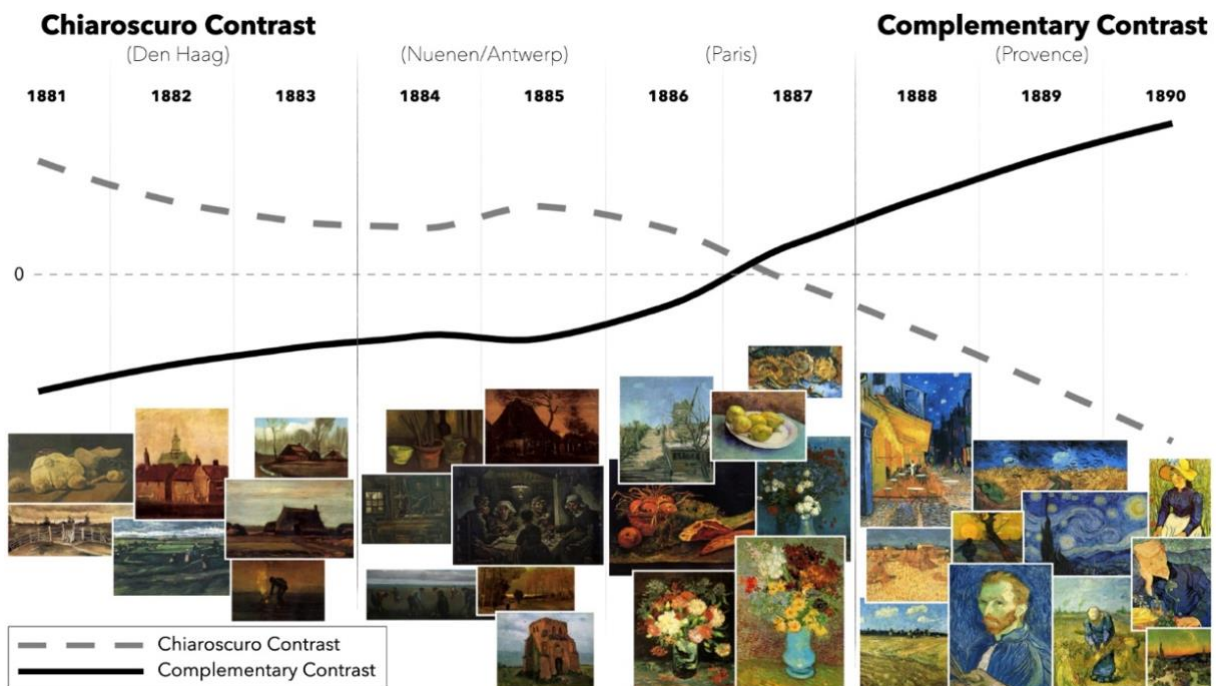 Chiaroscuro Contrast
Complementary Contrast
(Den Haag)
(Nuenen/Antwerp)
(Paris)
(Provence)
1881
1882
1883
1884
1885
1886
1887
1888
1889
1890
0
Chiaroscuro Contrast
Complementary Contrast